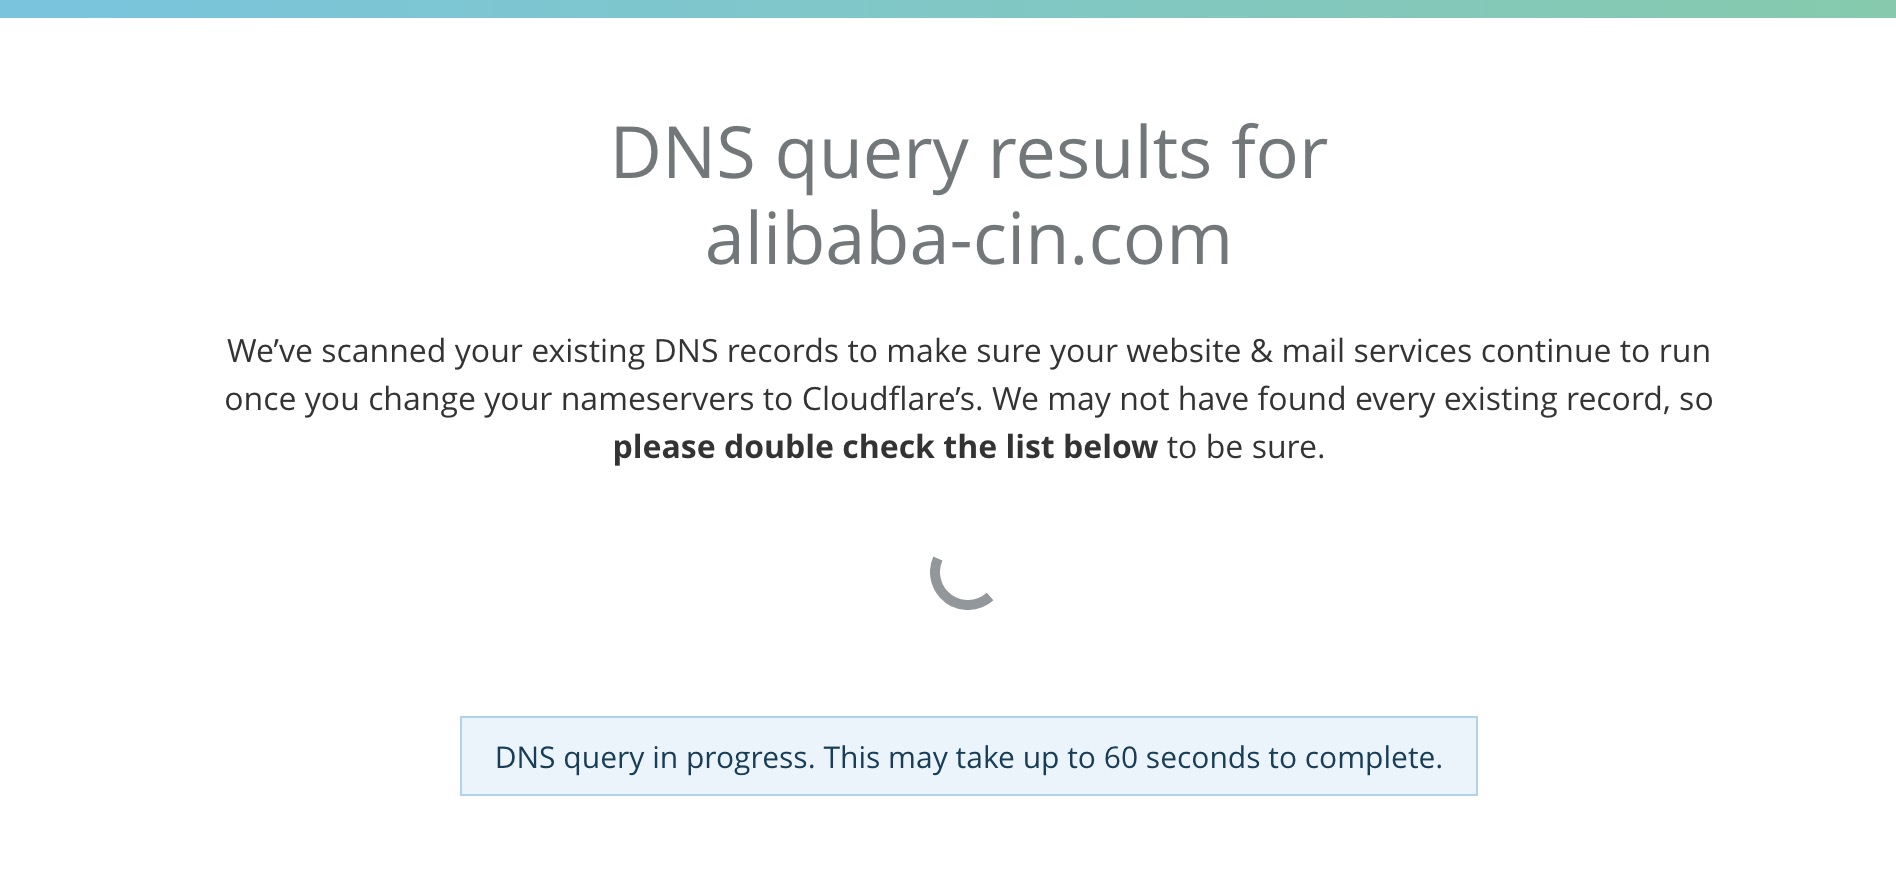 DNS query results for
alibaba-cin.com
We’ve scanned your existing DNS records to make sure your website & mail services continue to run
once you change your nameservers to Cloudflare’s. We may not have found every existing record, so
please double check the list below to be sure.
DNS query in progress. This may take up to 60 seconds to complete.